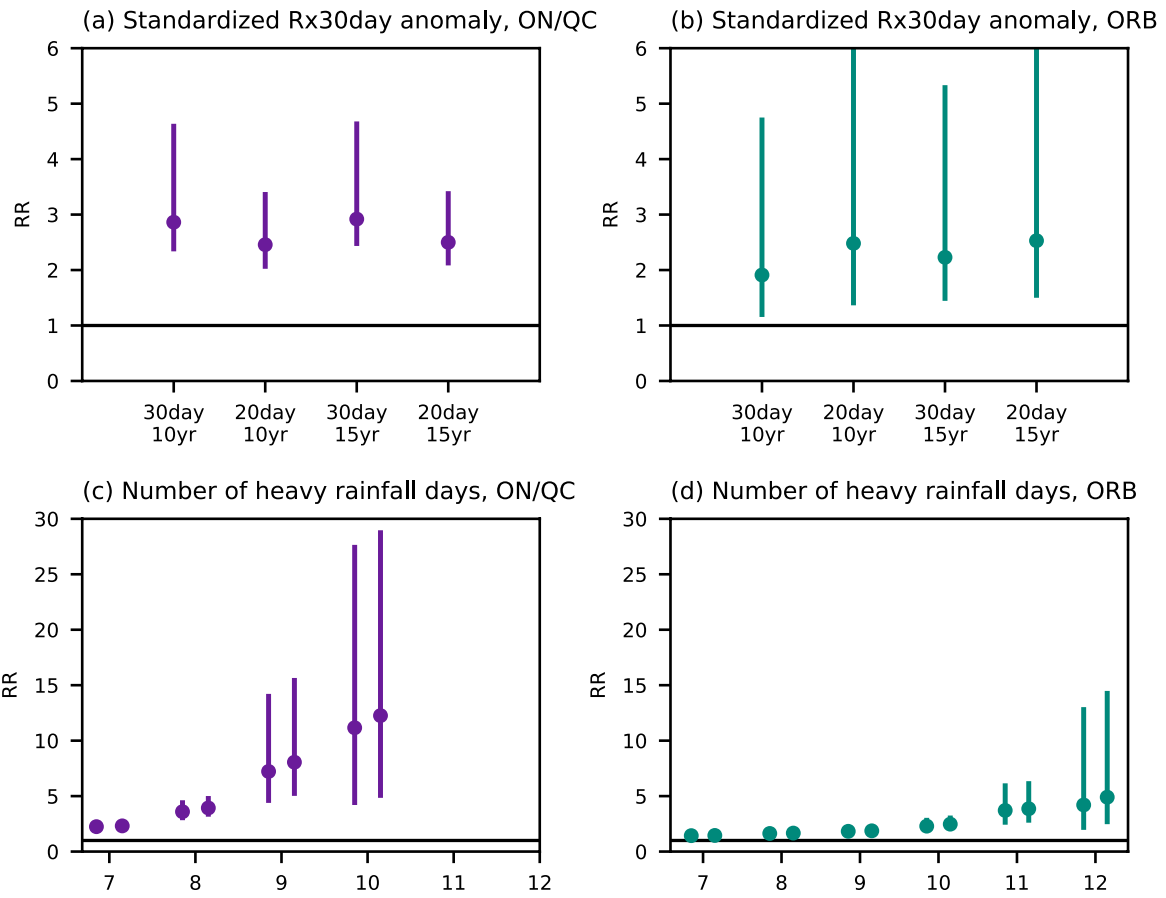 (a) Standardized Rx30day anomaly, ON/QC
6
5
4
3
2
1
0
RR
30day
10yr
20day
10yr
30day
15yr
20day
15yr
(b) Standardized Rx30day anomaly, ORB
6
5
4
3
2
1
0
RR
30day
10yr
20day
10yr
30day
15yr
20day
15yr
(c) Number of heavy rainfall days, ON/QC
30
25
20
15
10
5
0
RR
7 8 9 10 11 12
(d) Number of heavy rainfall days, ORB
30
25
20
15
10
5
0
RR
7 8 9 10 11 12